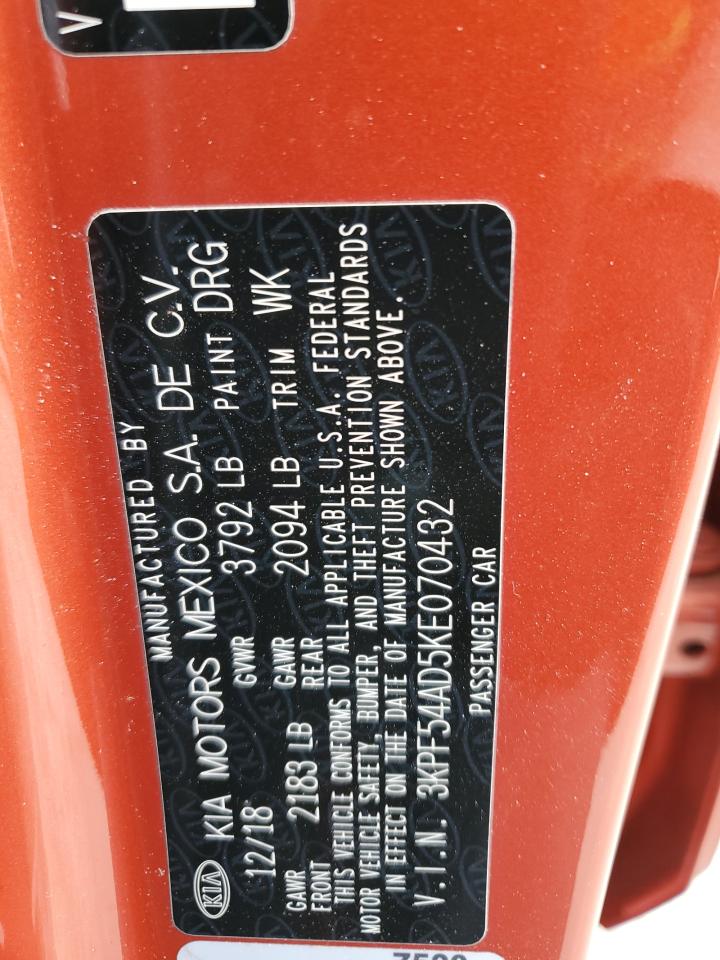 V
MANUFACTURED BY
KIA KIA MOTORS MEXICO S.A. DE C.V.
12/18 GVWR 3792 LB PAINT DRG
GAWR FRONT 2183 LB GAWR REAR 2094 LB TRIM WK
THIS VEHICLE CONFORMS TO ALL APPLICABLE U.S.A. FEDERAL
MOTOR VEHICLE SAFETY, BUMPER, AND THEFT PREVENTION STANDARDS
IN EFFECT ON THE DATE OF MANUFACTURE SHOWN ABOVE.
V.I.N. 3KPF54AD5KE070432
PASSENGER CAR